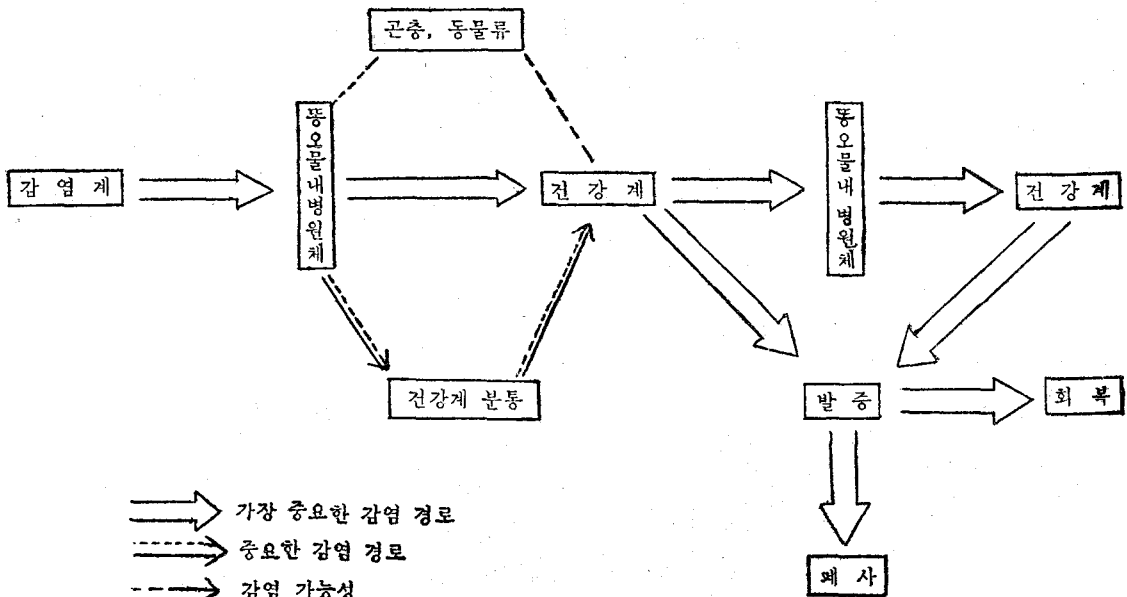 곤충, 동물류
감염계
똥오물내병원체
건강계
똥오물내병원체
건강계
건강계 분통
발증
회복
폐사
가장 중요한 감염 경로
중요한 감염 경로
감염 가능성